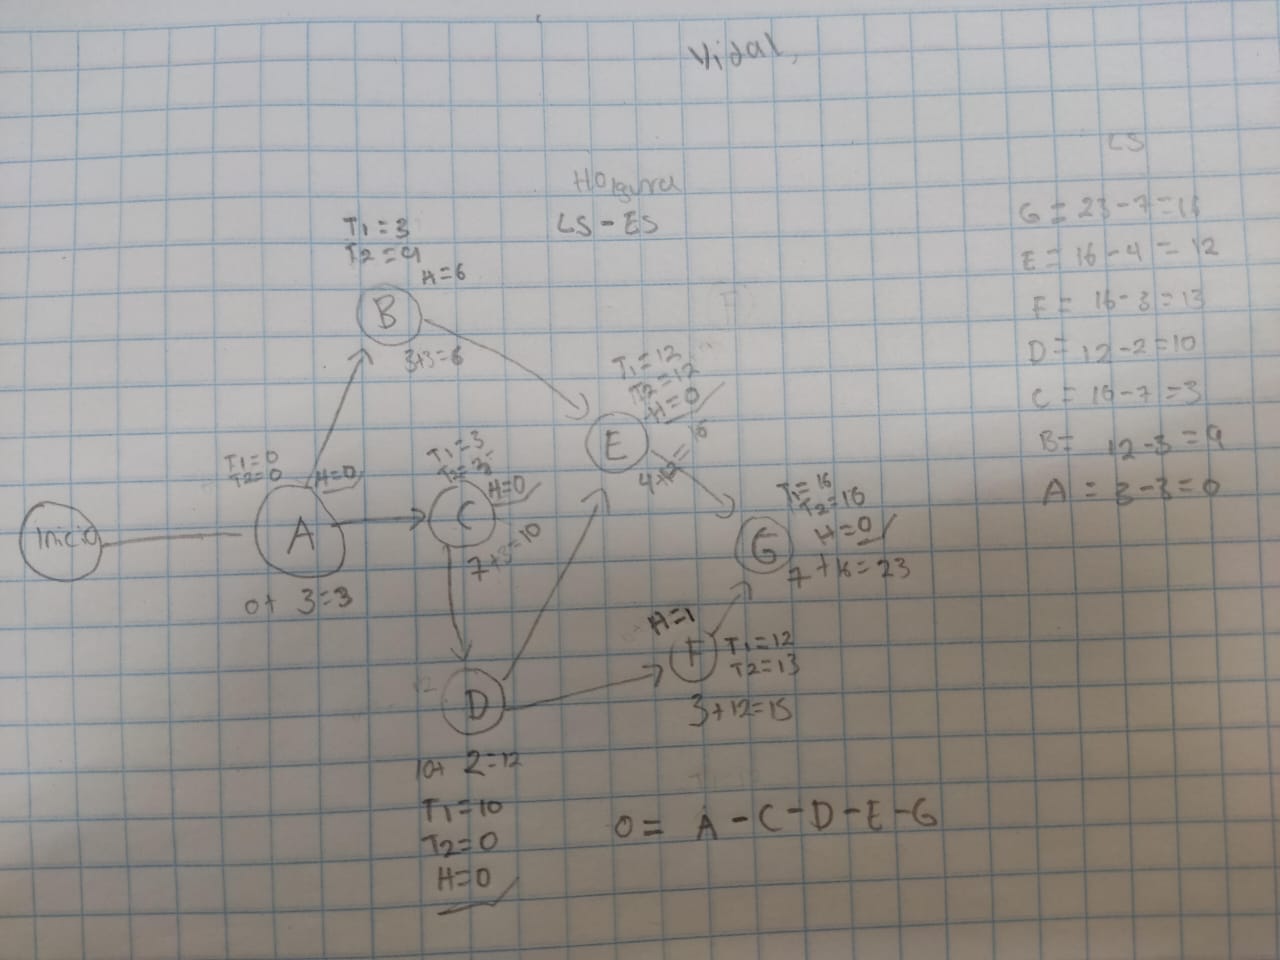 Vidal,
Holgura
LS - ES
LS
G = 23-7=16
E = 16-4 = 12
F = 16-3=13
D = 12-2=10
C = 10-7=3
B = 12-3=9
A = 3-3=0
T1=3
T2=9
H=6
B
3+3=6
T1=12
T2=12
H=0
E
4+12=16
T1=0
T2=0
H=0
Inicio
A
0+ 3=3
T1=3
T2=3
H=0
C
7+3=10
T1=16
T2=16
H=0
G
7+16=23
H=1
F
T1=12
T2=13
3+12=15
12
D
10+ 2=12
T1=10
T2=0
H=0
0= A-C-D-E-G